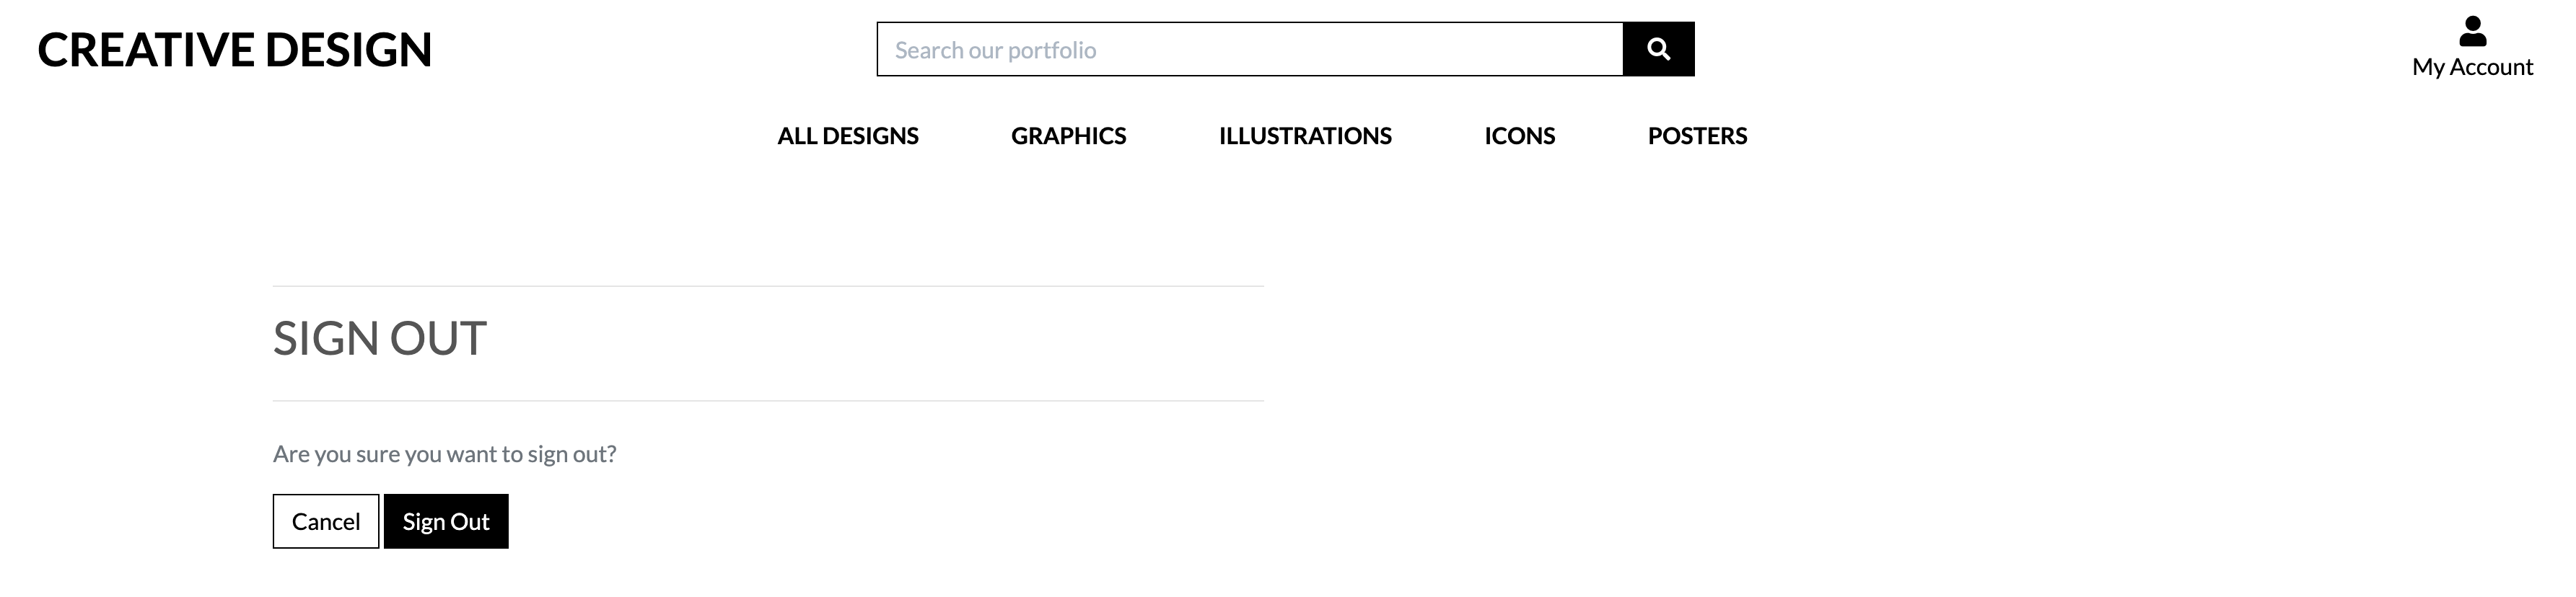 CREATIVE DESIGN
Search our portfolio
My Account
ALL DESIGNS GRAPHICS ILLUSTRATIONS ICONS POSTERS
SIGN OUT
Are you sure you want to sign out?
Cancel Sign Out